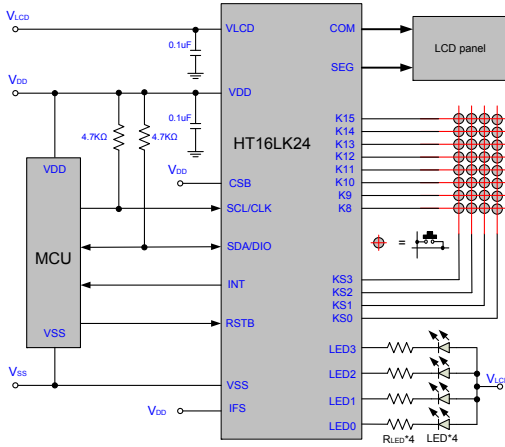 VLCD
VLCD
COM
LCD panel
0.1uF
SEG
VDD
VDD
0.1uF
4.7KΩ
4.7KΩ
HT16LK24
K15
K14
K13
K12
K11
K10
K9
K8
VDD
VDD
CSB
SCL/CLK
MCU
SDA/DIO
=
INT
KS3
KS2
KS1
KS0
RSTB
VSS
LED3
LED2
LED1
LED0
VSS
VSS
VLCD
VDD
IFS
RLED*4
LED*4